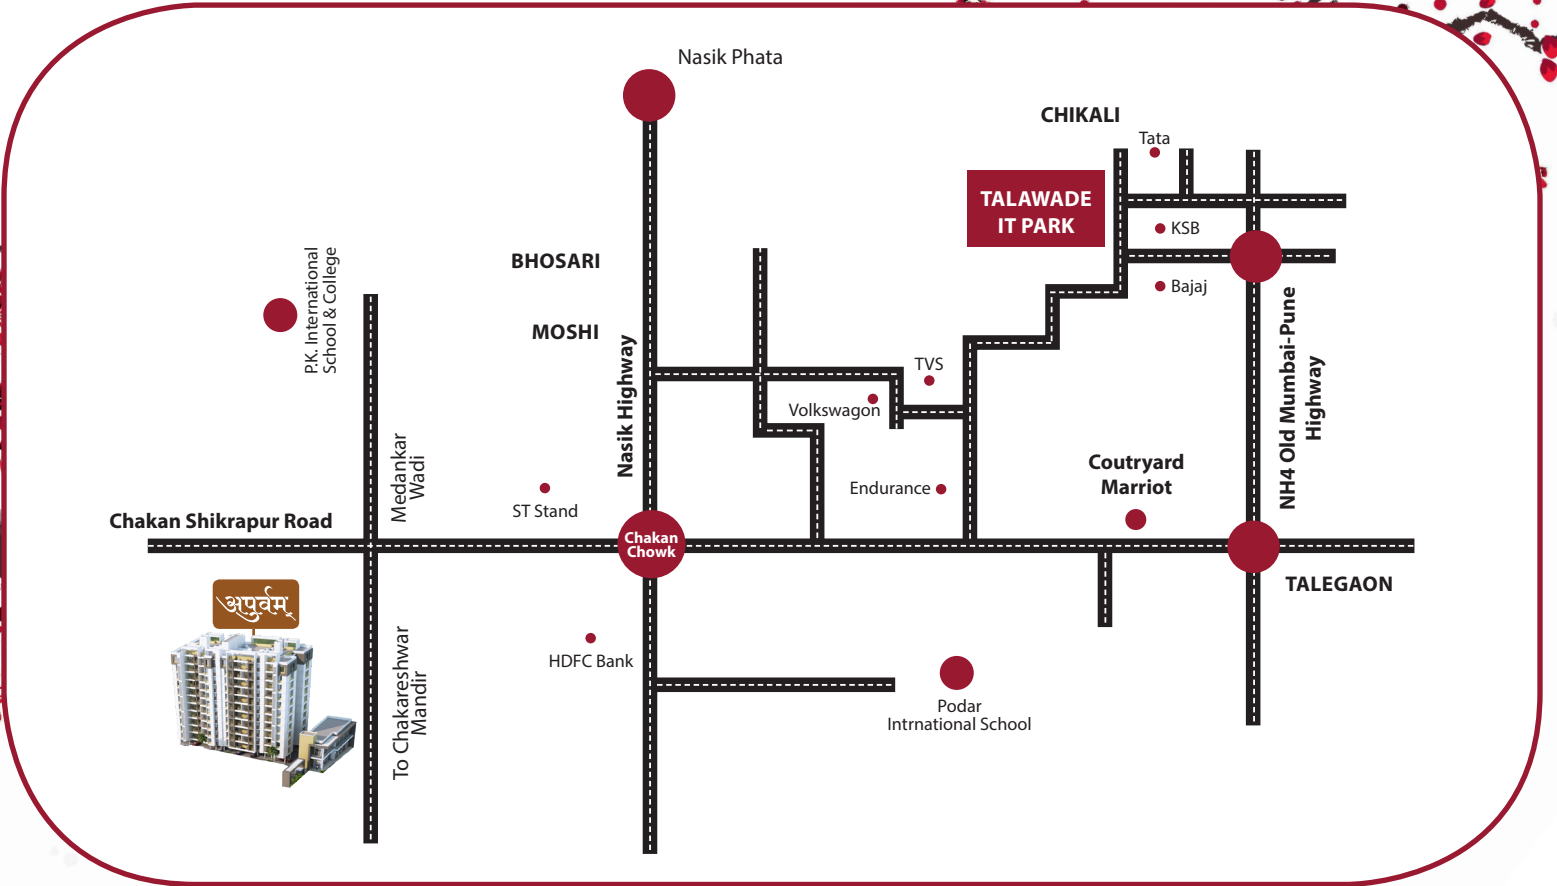 Nasik Phata
CHIKALI
Tata
TALAWADE
IT PARK
KSB
Bajaj
BHOSARI
MOSHI
P.K. International
School & College
Nasik Highway
TVS
Volkswagon
NH4 Old Mumbai-Pune
Highway
Medankar
Wadi
ST Stand
Endurance
Coutryard
Marriot
Chakan Shikrapur Road
Chakan
Chowk
TALEGAON
अपुर्वम्
HDFC Bank
To Chakareshwar
Mandir
Podar
Intrnational School